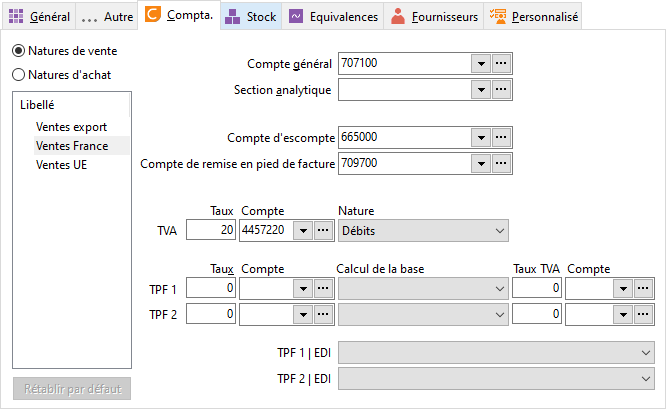 Général ... Autre Compta. Stock Equivalences Fournisseurs Personnalisé
Natures de vente
Natures d'achat
Libellé
Ventes export
Ventes France
Ventes UE
Rétablir par défaut
Compte général 707100
Section analytique
Compte d'escompte 665000
Compte de remise en pied de facture 709700
Taux Compte Nature
TVA 20 4457220 Débits
Taux Compte Calcul de la base Taux TVA Compte
TPF 1 0 0
TPF 2 0 0
TPF 1 | EDI
TPF 2 | EDI